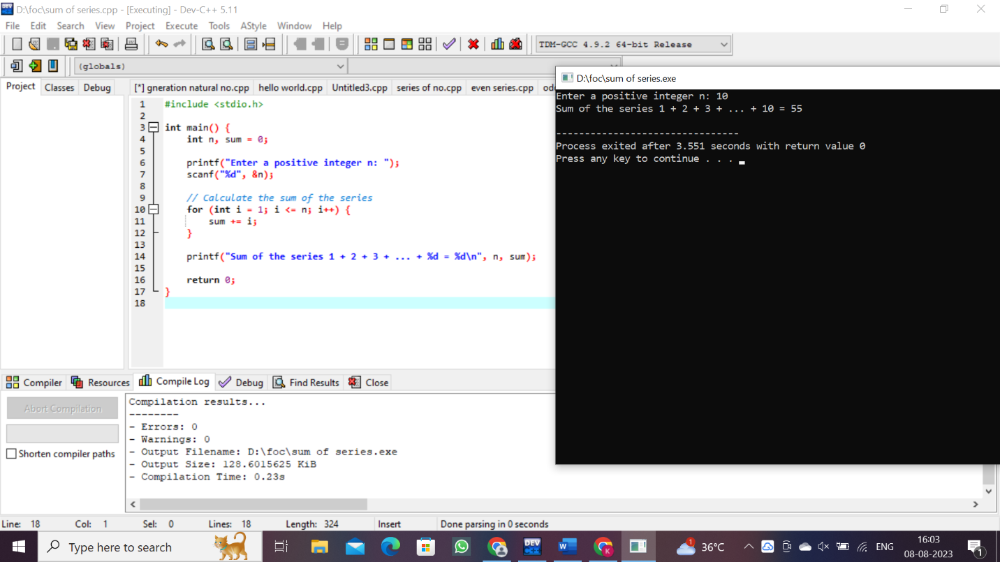 D:\foc\sum of series.cpp - [Executing] - Dev-C++ 5.11
File Edit Search View Project Execute Tools AStyle Window Help
TDM-GCC 4.9.2 64-bit Release
(globals)
Project Classes Debug
[*] gneration natural no.cpp hello world.cpp Untitled3.cpp series of no.cpp even series.cpp
1 #include <stdio.h>
2
3 int main() {
4 int n, sum = 0;
5
6 printf("Enter a positive integer n: ");
7 scanf("%d", &n);
8
9 // Calculate the sum of the series
10 for (int i = 1; i <= n; i++) {
11 sum += i;
12 }
13
14 printf("Sum of the series 1 + 2 + 3 + ... + %d = %d\n", n, sum);
15
16 return 0;
17 }
18
D:\foc\sum of series.exe
Enter a positive integer n: 10
Sum of the series 1 + 2 + 3 + ... + 10 = 55
--------------------------------
Process exited after 3.551 seconds with return value 0
Press any key to continue . . .
Compiler Resources Compile Log Debug Find Results Close
Abort Compilation
Shorten compiler paths
Compilation results...
--------
- Errors: 0
- Warnings: 0
- Output Filename: D:\foc\sum of series.exe
- Output Size: 128.6015625 KiB
- Compilation Time: 0.23s
Line: 18 Col: 1 Sel: 0 Lines: 18 Length: 324 Insert Done parsing in 0 seconds
Type here to search
DEV C++
W
K
1
36°C
ENG
16:03
08-08-2023
1